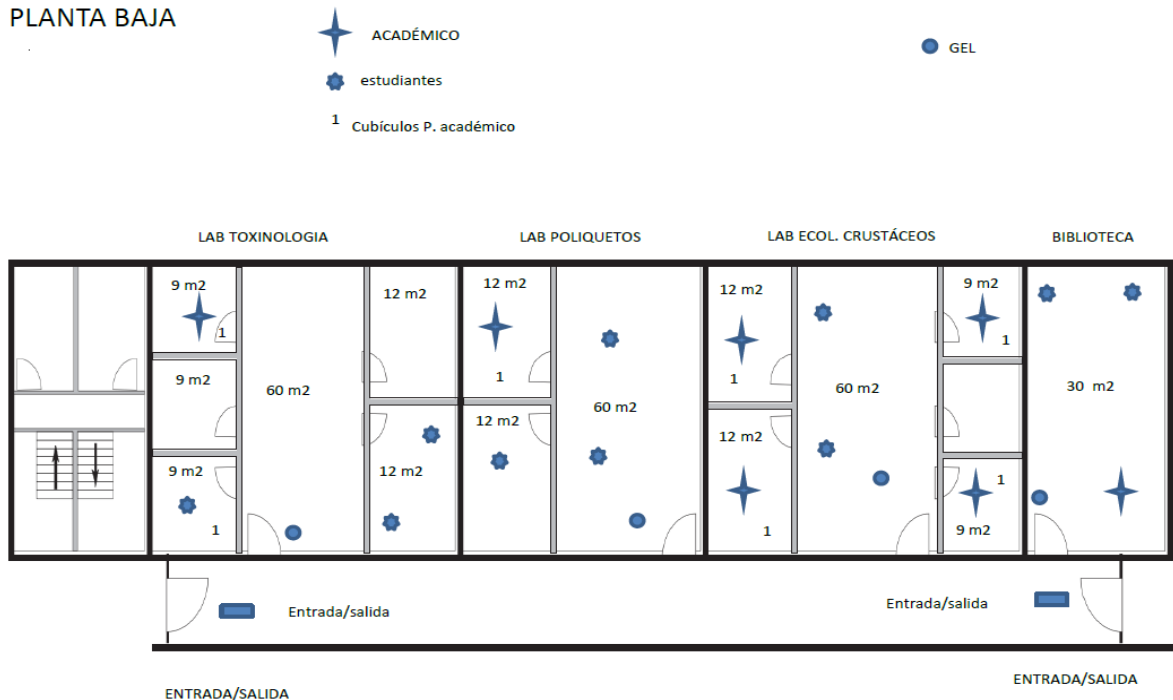 PLANTA BAJA
ACADÉMICO
GEL
estudiantes
1 Cubículos P. académico
LAB TOXINOLOGIA
LAB POLIQUETOS
LAB ECOL. CRUSTÁCEOS
BIBLIOTECA
9 m2
1
9 m2
9 m2
1
60 m2
12 m2
12 m2
12 m2
1
12 m2
60 m2
12 m2
1
12 m2
1
60 m2
9 m2
1
1
9 m2
30 m2
Entrada/salida
Entrada/salida
ENTRADA/SALIDA
ENTRADA/SALIDA